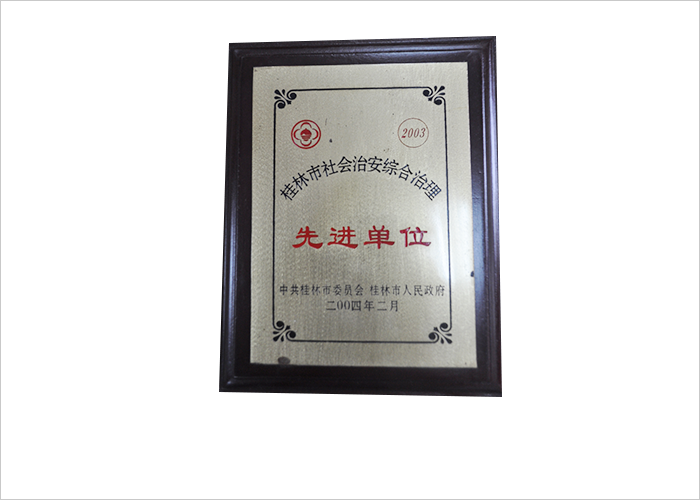 2003
桂林市社会治安综合治理
先进单位
中共桂林市委员会 桂林市人民政府
二00四年二月